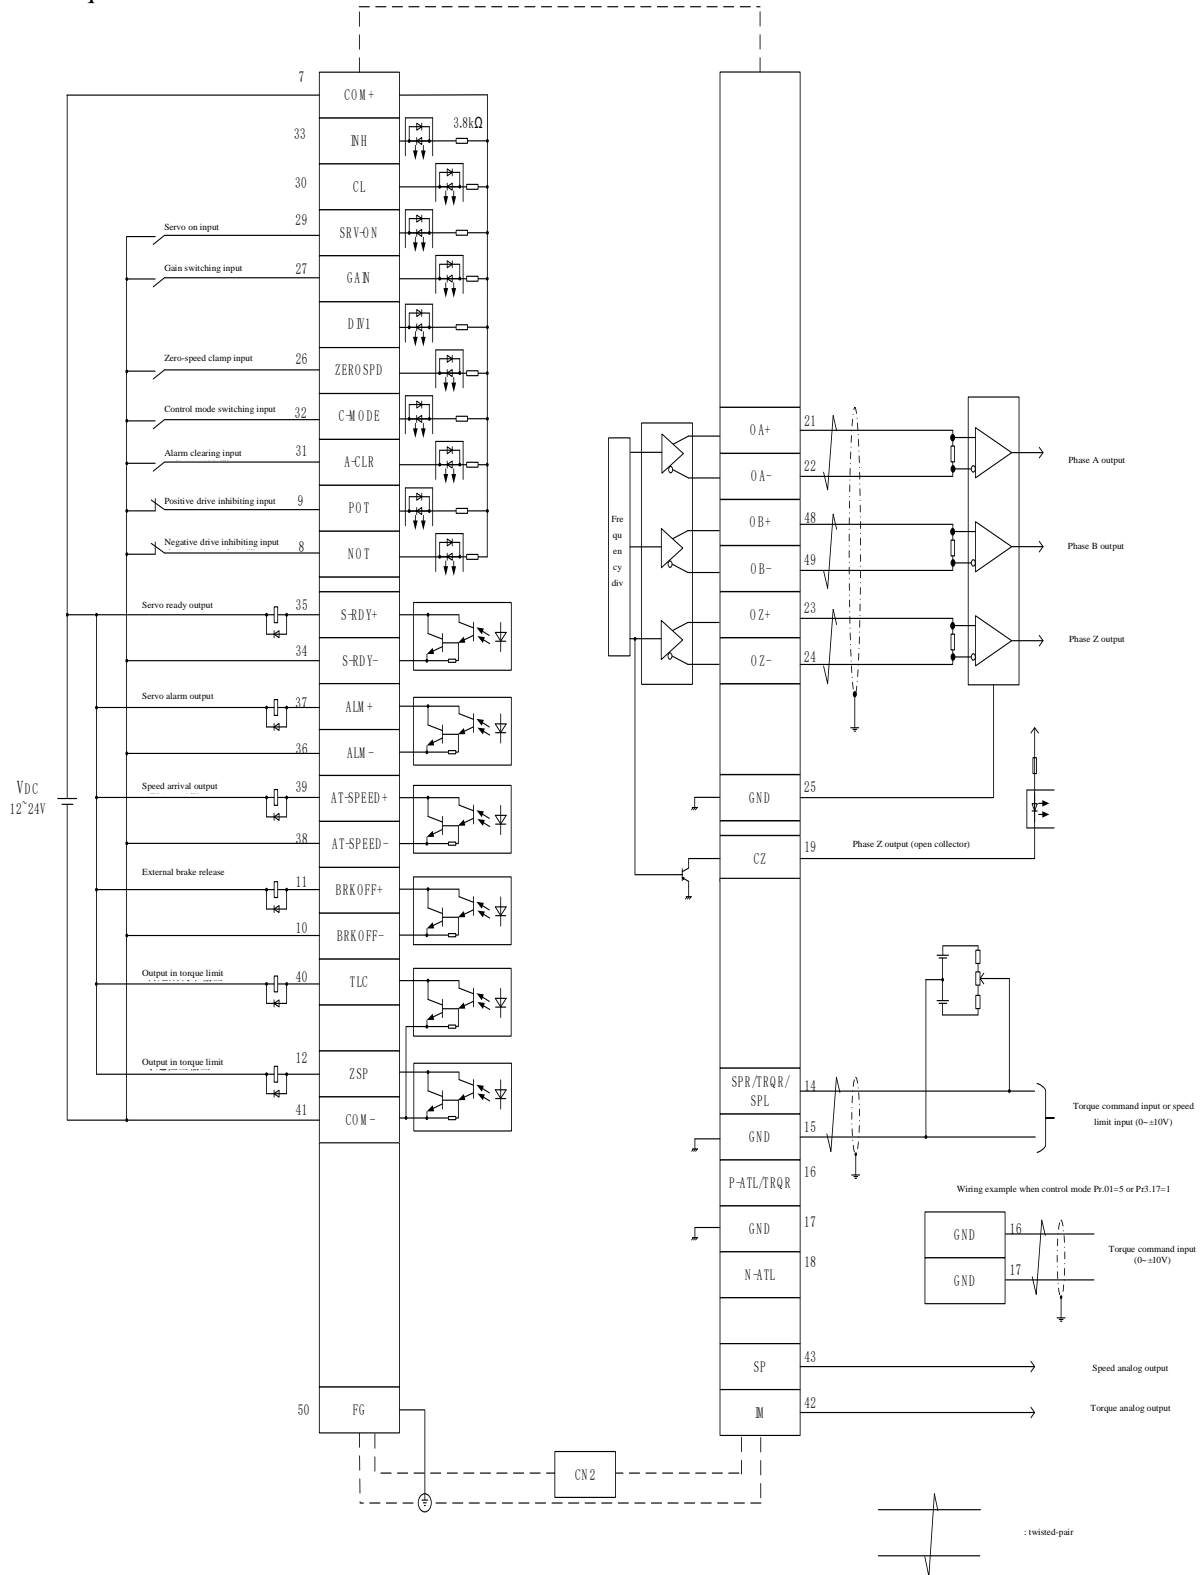 7
COM+
33
INH
3.8kΩ
30
CL
Servo on input
29
SRV-ON
Gain switching input
27
GAIN
DIV1
Zero-speed clamp input
26
ZEROSPD
Control mode switching input
32
C-MODE
Alarm clearing input
31
A-CLR
Positive drive inhibiting input
9
POT
Negative drive inhibiting input
8
NOT
Servo ready output
35
S-RDY+
34
S-RDY-
Servo alarm output
37
ALM+
36
ALM-
VDC
12~24V
Speed arrival output
39
AT-SPEED+
38
AT-SPEED-
External brake release
11
BRKOFF+
10
BRKOFF-
Output in torque limit
40
TLC
Output in torque limit
12
ZSP
41
COM-
50
FG
CN2
Fre
qu
en
cy
div
OA+
21
OA-
22
Phase A output
OB+
48
OB-
49
Phase B output
OZ+
23
OZ-
24
Phase Z output
GND
25
CZ
19
Phase Z output (open collector)
SPR/TRQR/
SPL
14
GND
15
Torque command input or speed
limit input (0~±10V)
P-ATL/TRQR
16
GND
17
N-ATL
18
Wiring example when control mode Pr.01=5 or Pr3.17=1
GND
16
GND
17
Torque command input
(0~±10V)
SP
43
Speed analog output
IM
42
Torque analog output
: twisted-pair